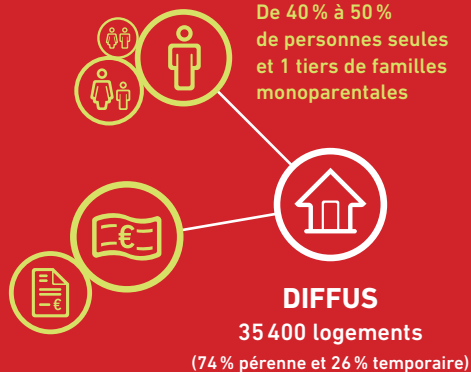 De 40 % à 50 %
de personnes seules
et 1 tiers de familles
monoparentales
€
€
DIFFUS
35 400 logements
(74 % pérenne et 26 % temporaire)